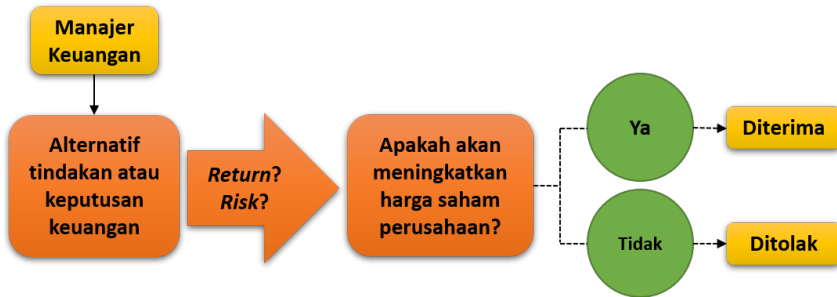 Manajer
Keuangan
Alternatif
tindakan atau
keputusan
keuangan
Return?
Risk?
Apakah akan
meningkatkan
harga saham
perusahaan?
Ya
Diterima
Tidak
Ditolak